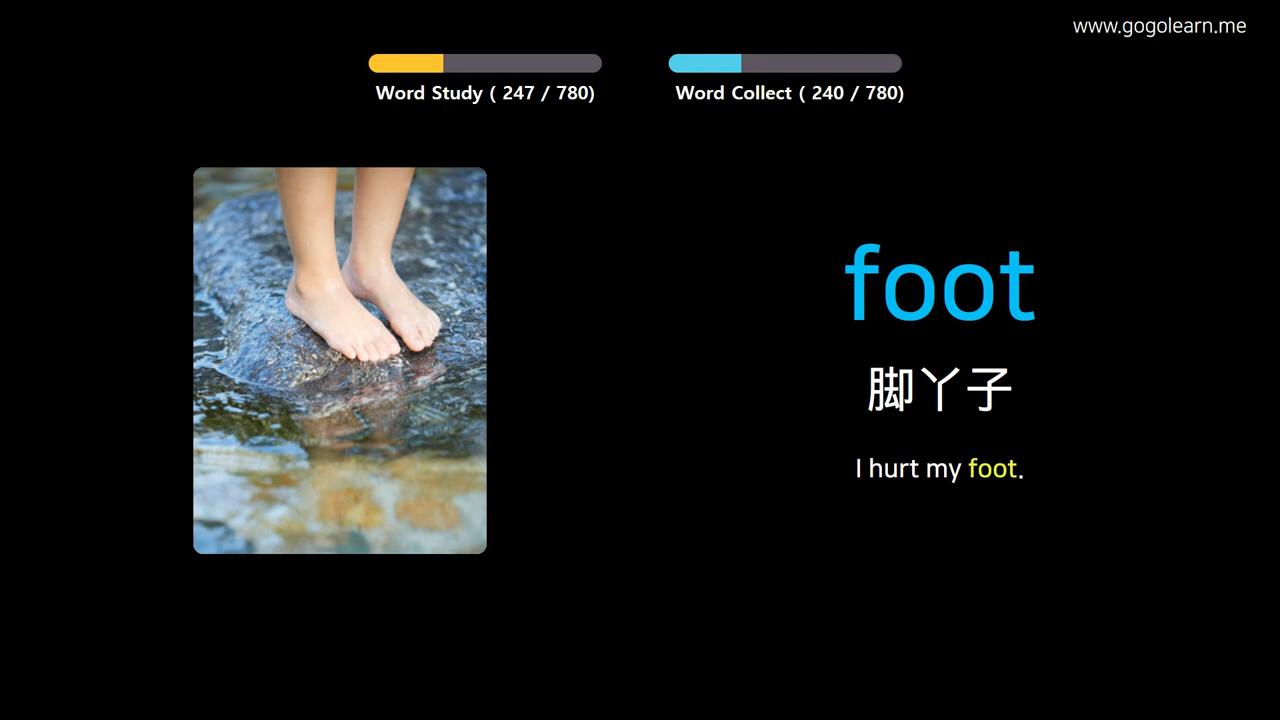 www.gogolearn.me
Word Study ( 247 / 780)
Word Collect ( 240 / 780)
foot
脚丫子
I hurt my foot.